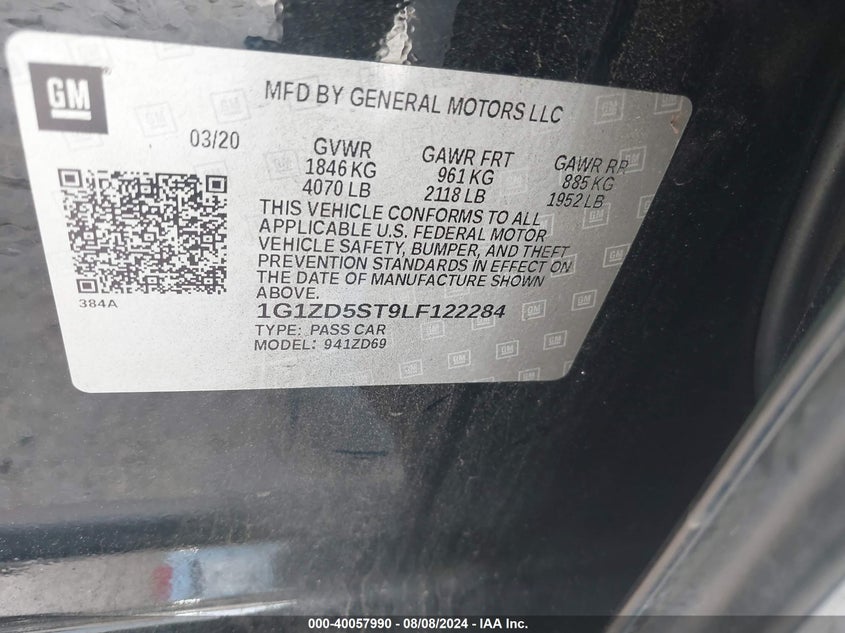 GM
MFD BY GENERAL MOTORS LLC
03/20
GVWR
1846 KG
4070 LB
GAWR FRT
961 KG
2118 LB
GAWR RR
885 KG
1952 LB
THIS VEHICLE CONFORMS TO ALL
APPLICABLE U.S. FEDERAL MOTOR
VEHICLE SAFETY, BUMPER, AND THEFT
PREVENTION STANDARDS IN EFFECT ON
THE DATE OF MANUFACTURE SHOWN
ABOVE.
384A
1G1ZD5ST9LF122284
TYPE: PASS CAR
MODEL: 941ZD69
000-40057990 - 08/08/2024 - IAA Inc.